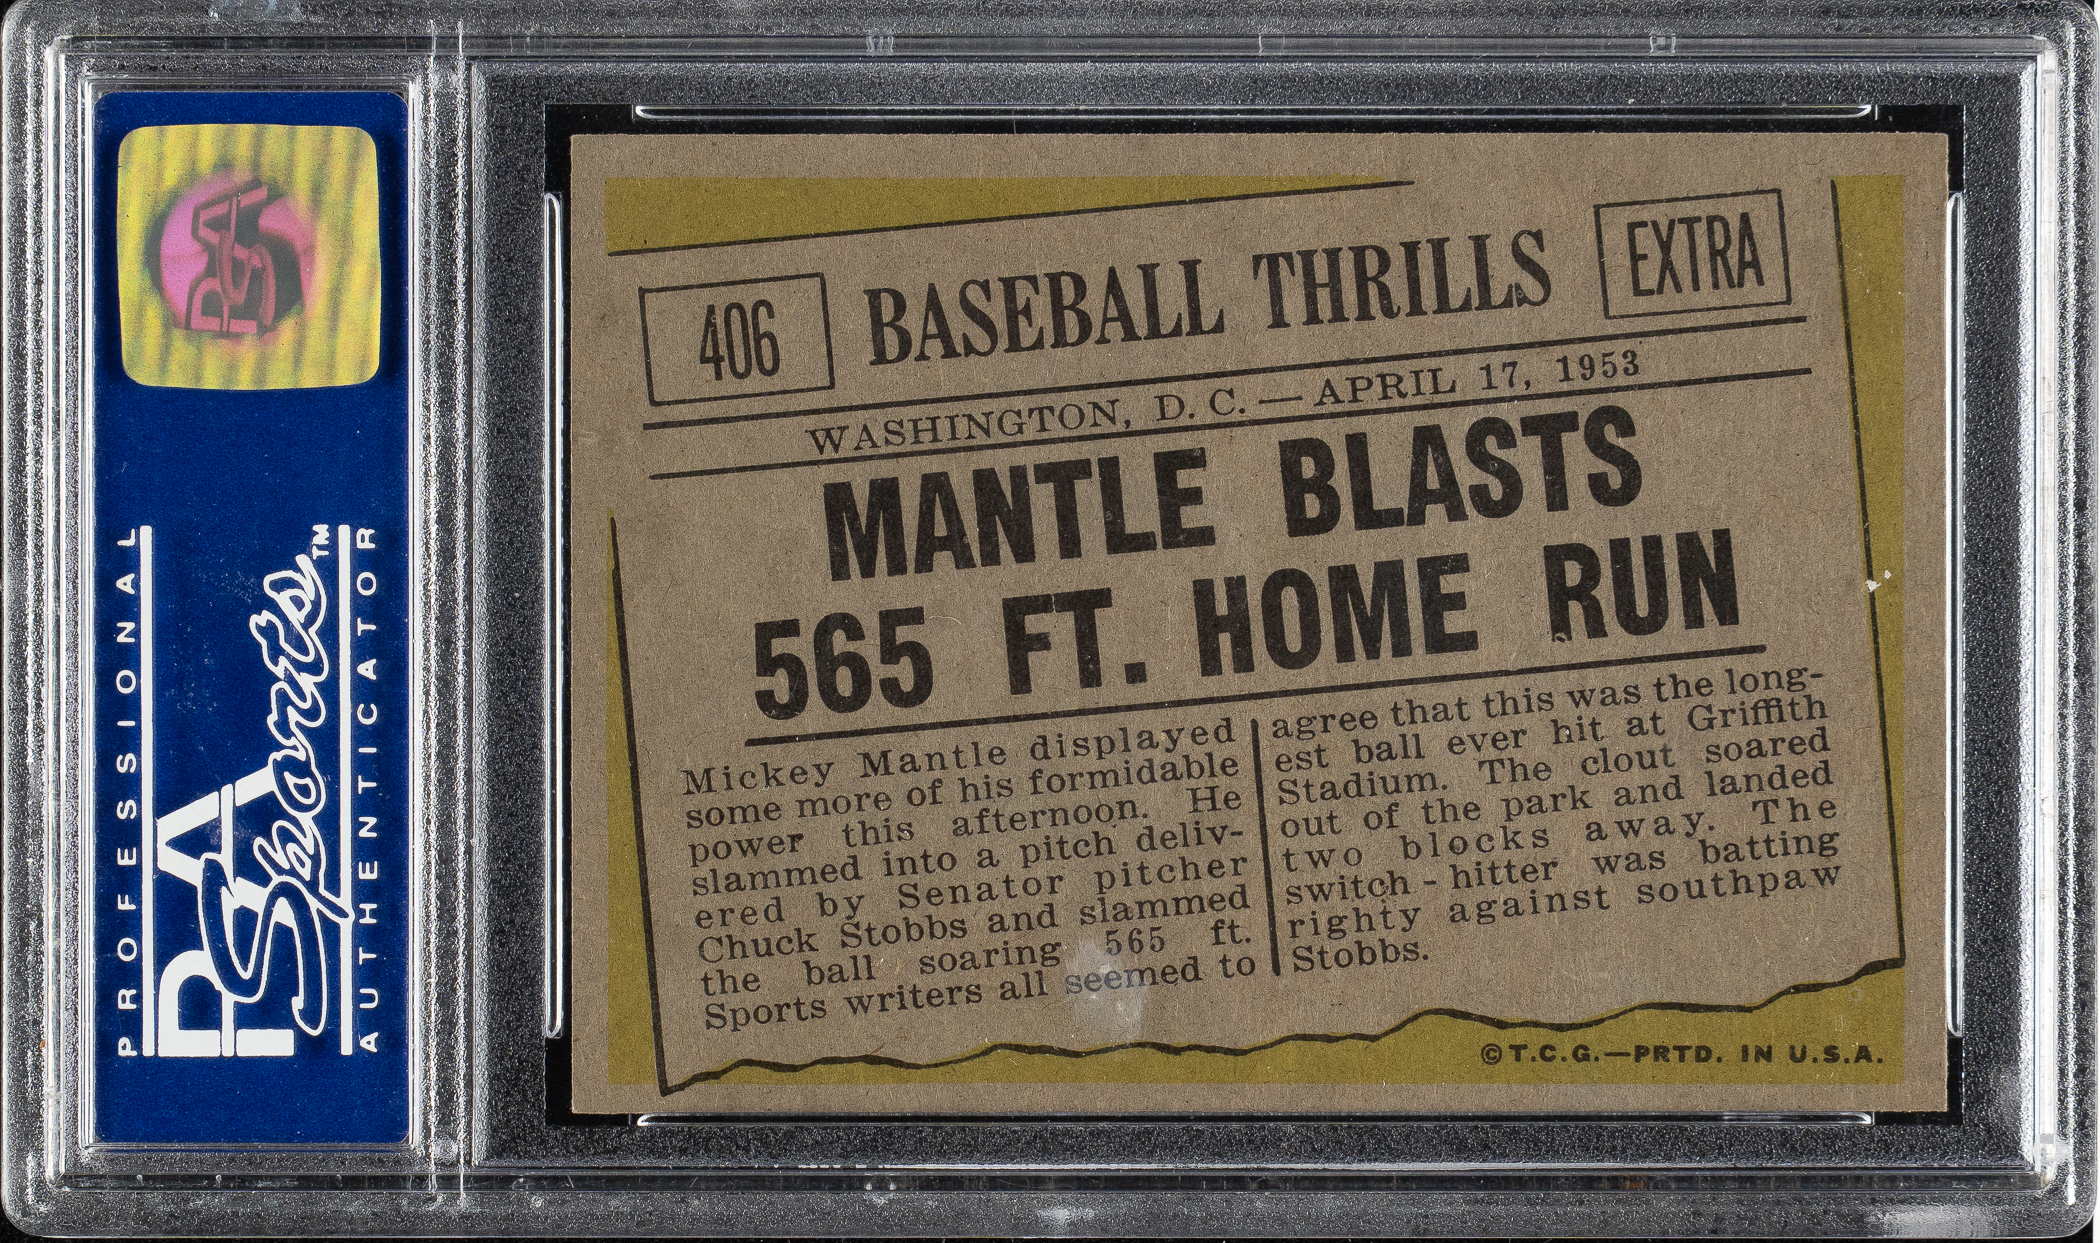 PSA
PROFESSIONAL
PSA Sports™
AUTHENTICATOR
406
BASEBALL THRILLS
EXTRA
WASHINGTON, D. C. — APRIL 17, 1953
MANTLE BLASTS
565 FT. HOME RUN
Mickey Mantle displayed
some more of his formidable
power this afternoon. He
slammed into a pitch deliv-
ered by Senator pitcher
Chuck Stobbs and slammed
the ball soaring 565 ft.
Sports writers all seemed to
agree that this was the long-
est ball ever hit at Griffith
Stadium. The clout soared
out of the park and landed
two blocks away. The
switch - hitter was batting
righty against southpaw
Stobbs.
©T.C.G.—PRTD. IN U.S.A.